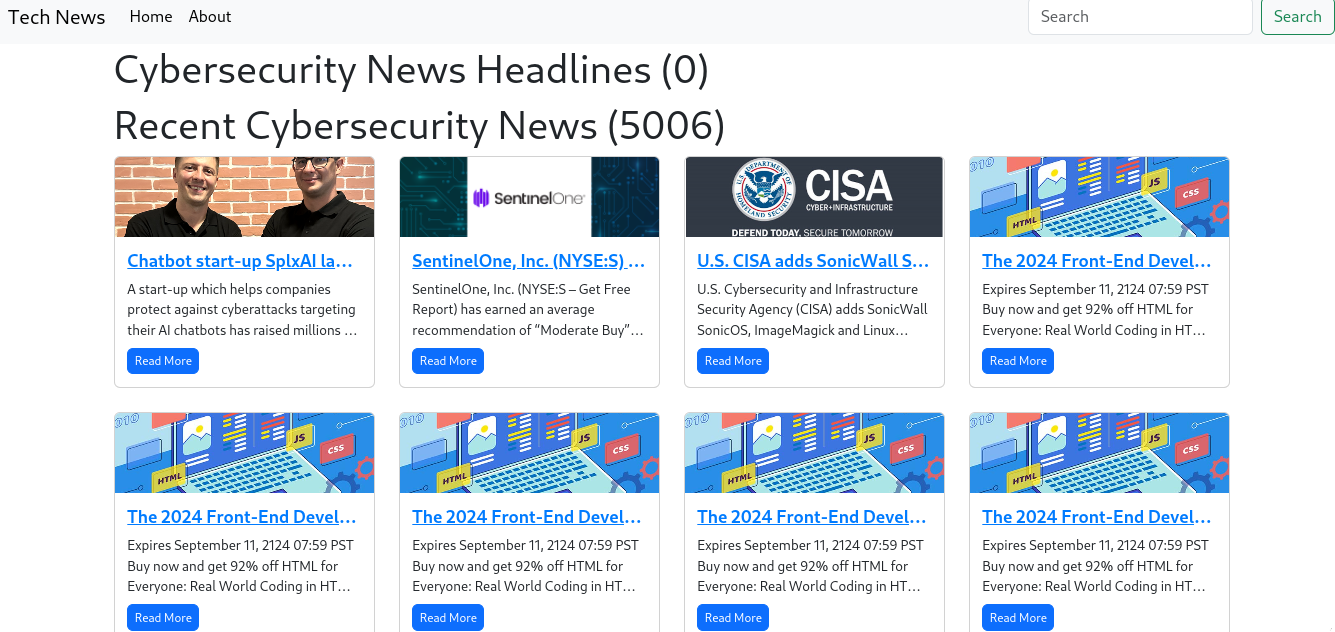 Tech News Home About Search Search
Cybersecurity News Headlines (0)
Recent Cybersecurity News (5006)
Chatbot start-up SplxAI la...
A start-up which helps companies
protect against cyberattacks targeting
their AI chatbots has raised millions ...
Read More
SentinelOne
SentinelOne, Inc. (NYSE:S) ...
SentinelOne, Inc. (NYSE:S – Get Free
Report) has earned an average
recommendation of “Moderate Buy”...
Read More
U.S. DEPARTMENT OF HOMELAND SECURITY
CISA
CYBER+INFRASTRUCTURE
DEFEND TODAY, SECURE TOMORROW
U.S. CISA adds SonicWall S...
U.S. Cybersecurity and Infrastructure
Security Agency (CISA) adds SonicWall
SonicOS, ImageMagick and Linux...
Read More
010
JS
CSS
HTML
The 2024 Front-End Devel...
Expires September 11, 2124 07:59 PST
Buy now and get 92% off HTML for
Everyone: Real World Coding in HT...
Read More
010
JS
CSS
HTML
The 2024 Front-End Devel...
Expires September 11, 2124 07:59 PST
Buy now and get 92% off HTML for
Everyone: Real World Coding in HT...
Read More
010
JS
CSS
HTML
The 2024 Front-End Devel...
Expires September 11, 2124 07:59 PST
Buy now and get 92% off HTML for
Everyone: Real World Coding in HT...
Read More
010
JS
CSS
HTML
The 2024 Front-End Devel...
Expires September 11, 2124 07:59 PST
Buy now and get 92% off HTML for
Everyone: Real World Coding in HT...
Read More
010
JS
CSS
HTML
The 2024 Front-End Devel...
Expires September 11, 2124 07:59 PST
Buy now and get 92% off HTML for
Everyone: Real World Coding in HT...
Read More